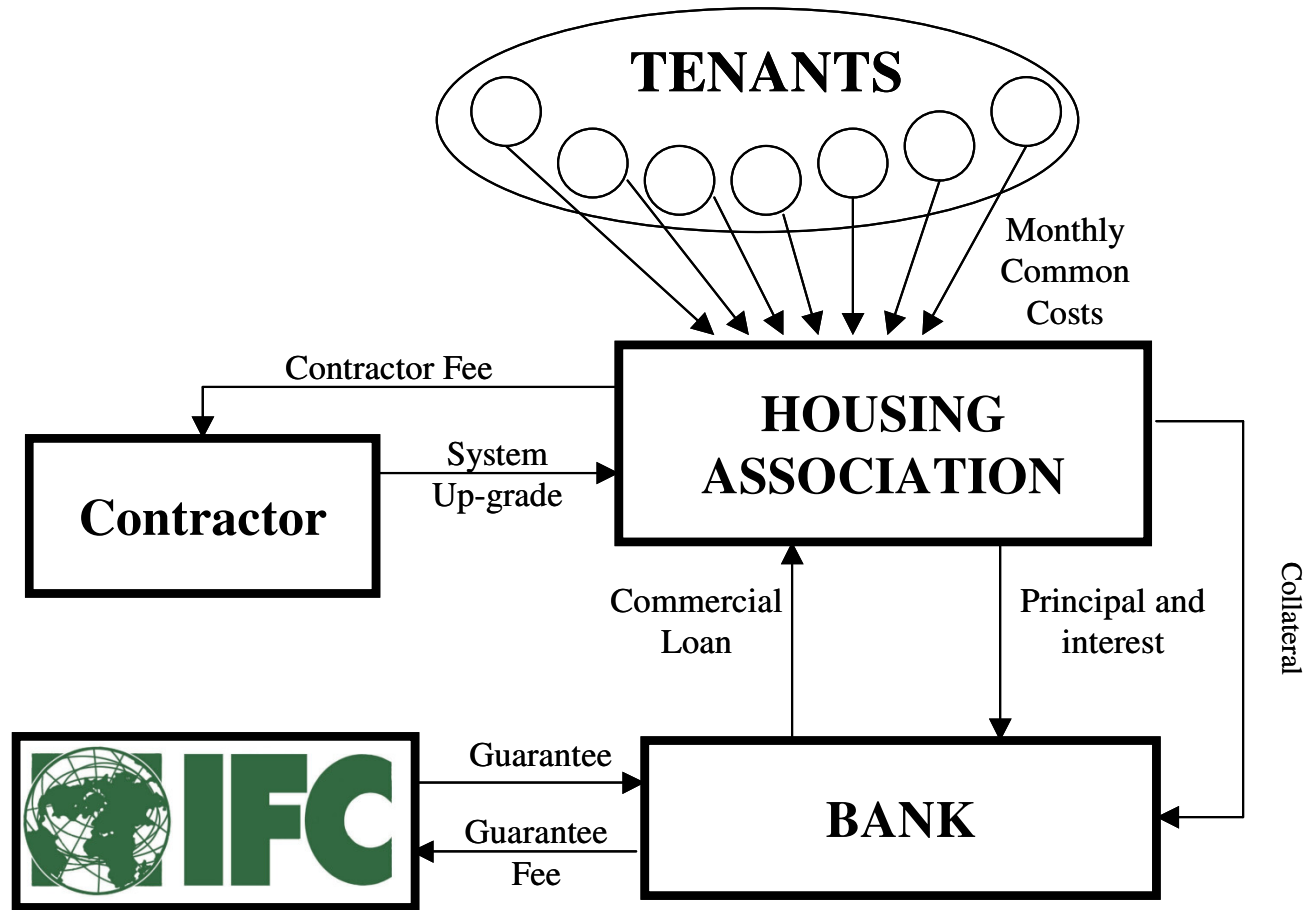 TENANTS
Monthly
Common
Costs
Contractor Fee
HOUSING
ASSOCIATION
System
Up-grade
Contractor
Commercial
Loan
Principal and
interest
Collateral
IFC
Guarantee
Guarantee
Fee
BANK